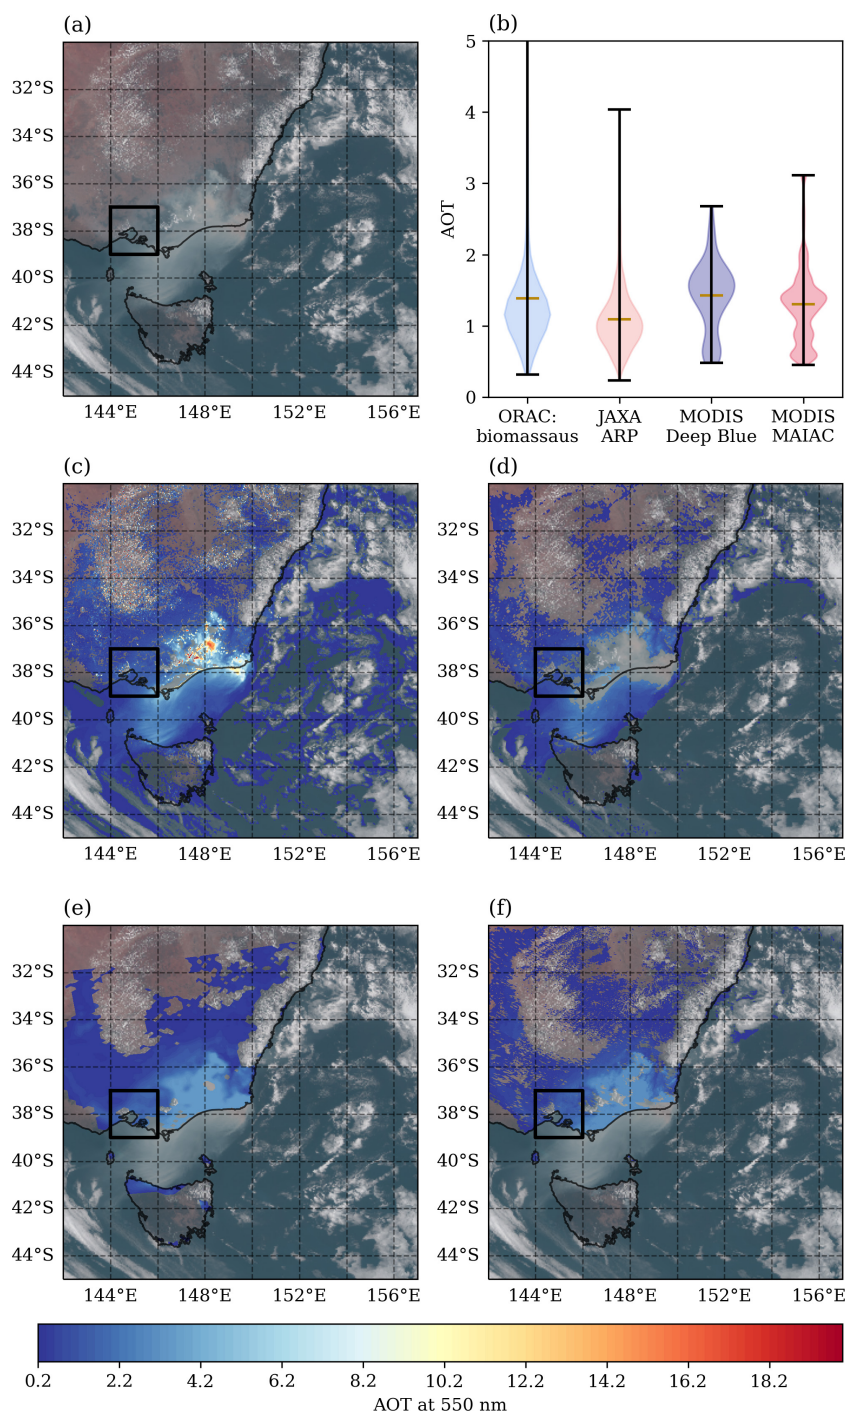 (a)
32°S
34°S
36°S
38°S
40°S
42°S
44°S
144°E 148°E 152°E 156°E
(b)
5
4
3
2
1
0
AOT
ORAC: JAXA MODIS MODIS
biomassaus ARP Deep Blue MAIAC
(c)
32°S
34°S
36°S
38°S
40°S
42°S
44°S
144°E 148°E 152°E 156°E
(d)
32°S
34°S
36°S
38°S
40°S
42°S
44°S
144°E 148°E 152°E 156°E
(e)
32°S
34°S
36°S
38°S
40°S
42°S
44°S
144°E 148°E 152°E 156°E
(f)
32°S
34°S
36°S
38°S
40°S
42°S
44°S
144°E 148°E 152°E 156°E
0.2 2.2 4.2 6.2 8.2 10.2 12.2 14.2 16.2 18.2
AOT at 550 nm